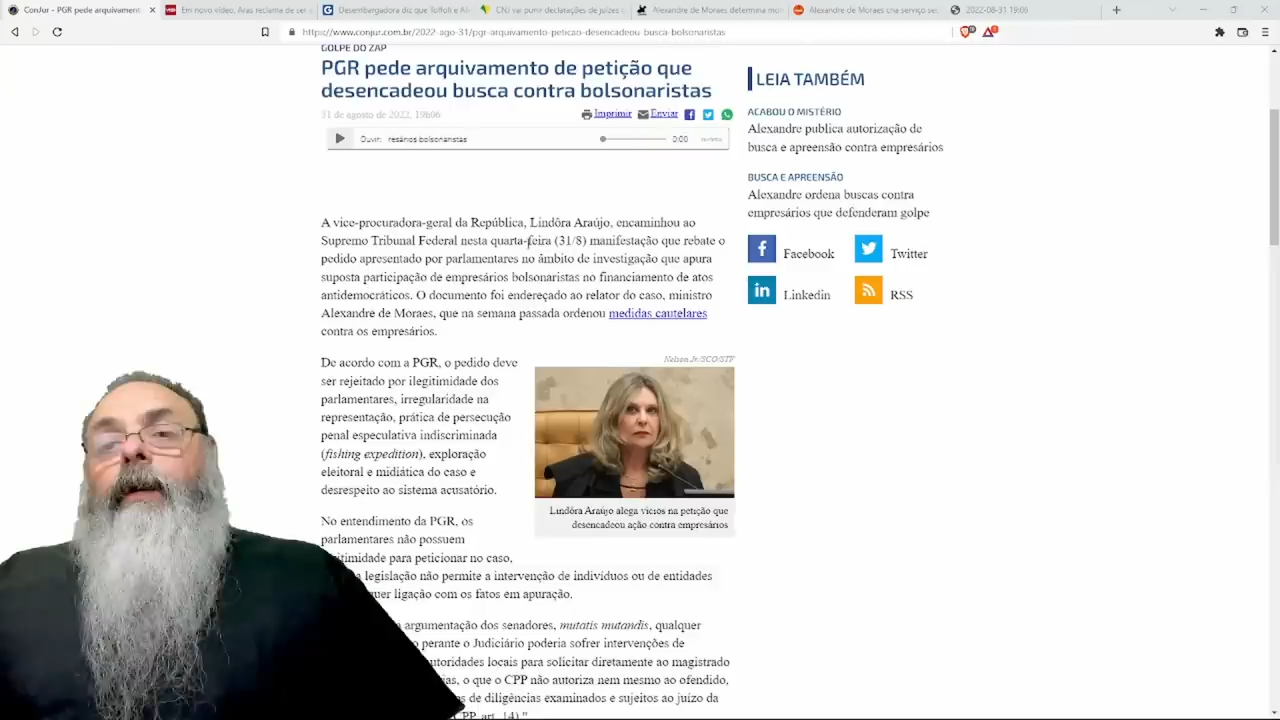 ConJur - PGR pede arquivament
Em novo vídeo, Aras reclama de ser
Desembargadora diz que Toffoli e Al
CNJ vai punir declarações de juízes
Alexandre de Moraes determina mon
Alexandre de Moraes cria serviço se
2022-08-31 19:09
https://www.conjur.com.br/2022-ago-31/pgr-arquivamento-peticao-desencadeou-busca-bolsonaristas
GOLPE DO ZAP
PGR pede arquivamento de petição que
desencadeou busca contra bolsonaristas
31 de agosto de 2022, 19h06
Imprimir Enviar
Ouvir: resários bolsonaristas 0:00
A vice-procuradora-geral da República, Lindôra Araújo, encaminhou ao
Supremo Tribunal Federal nesta quarta-feira (31/8) manifestação que rebate o
pedido apresentado por parlamentares no âmbito de investigação que apura
suposta participação de empresários bolsonaristas no financiamento de atos
antidemocráticos. O documento foi endereçado ao relator do caso, ministro
Alexandre de Moraes, que na semana passada ordenou medidas cautelares
contra os empresários.
De acordo com a PGR, o pedido deve
ser rejeitado por ilegitimidade dos
parlamentares, irregularidade na
representação, prática de persecução
penal especulativa indiscriminada
(fishing expedition), exploração
eleitoral e midiática do caso e
desrespeito ao sistema acusatório.
Nelson Jr./SCO/STF
Lindôra Araújo alega vícios na petição que
desencadeou ação contra empresários
No entendimento da PGR, os
parlamentares não possuem
itimidade para peticionar no caso,
a legislação não permite a intervenção de indivíduos ou de entidades
quer ligação com os fatos em apuração.
a argumentação dos senadores, mutatis mutandis, qualquer
o perante o Judiciário poderia sofrer intervenções de
utoridades locais para solicitar diretamente ao magistrado
ias, o que o CPP não autoriza nem mesmo ao ofendido,
s de diligências examinados e sujeitos ao juízo da
CPP, art. 14)."
LEIA TAMBÉM
ACABOU O MISTÉRIO
Alexandre publica autorização de
busca e apreensão contra empresários
BUSCA E APREENSÃO
Alexandre ordena buscas contra
empresários que defenderam golpe
Facebook
Twitter
Linkedin
RSS